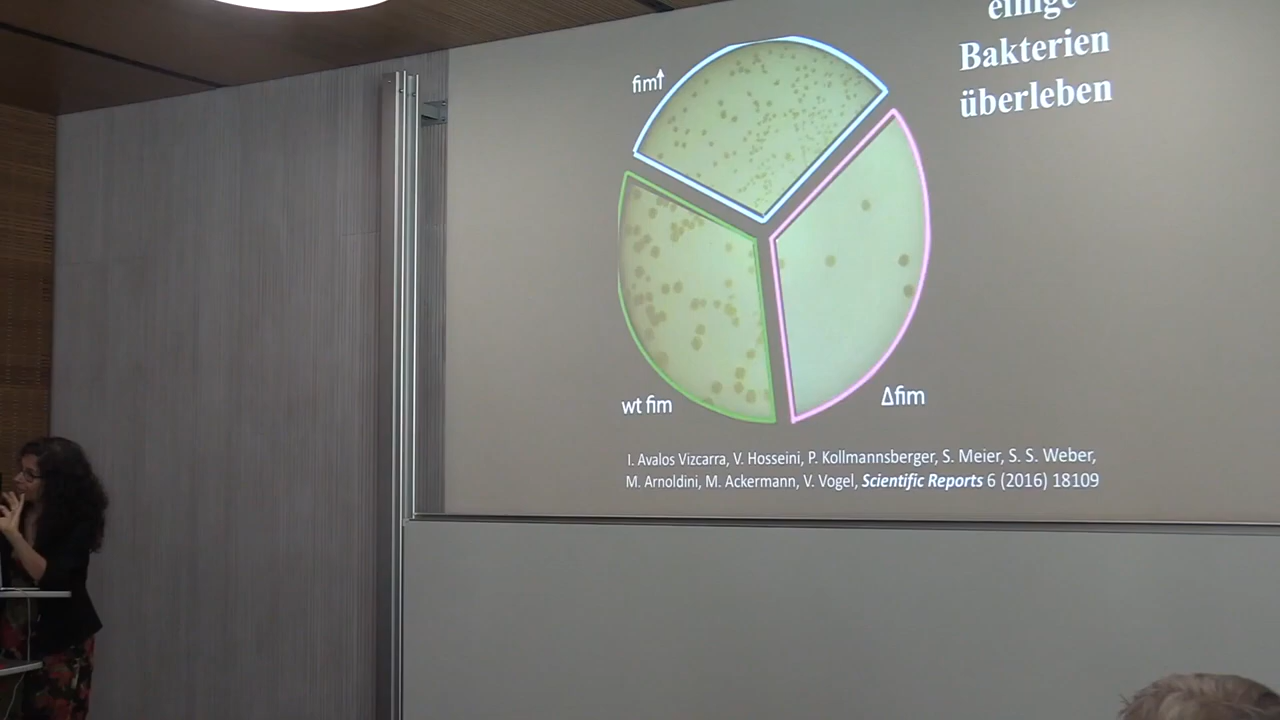 einige
Bakterien
überleben
fim↑
wt fim
Δfim
I. Avalos Vizcarra, V. Hosseini, P. Kollmannsberger, S. Meier, S. S. Weber,
M. Arnoldini, M. Ackermann, V. Vogel, Scientific Reports 6 (2016) 18109